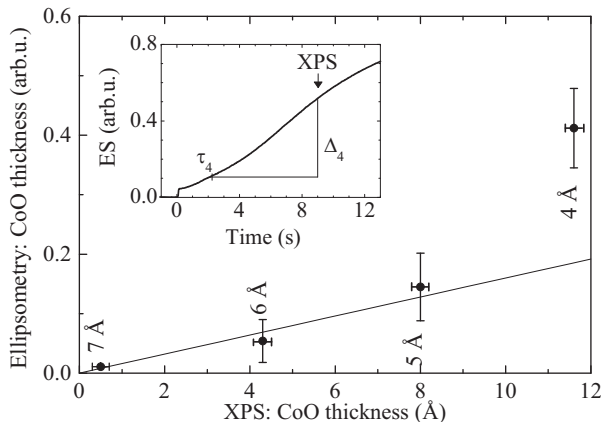 0.6
0.4
0.2
0.0
Ellipsometry: CoO thickness (arb.u.)
0.8
0.4
0.0
ES (arb.u.)
XPS
τ4
Δ4
0 4 8 12
Time (s)
7 Å
6 Å
5 Å
4 Å
0 2 4 6 8 10 12
XPS: CoO thickness (Å)